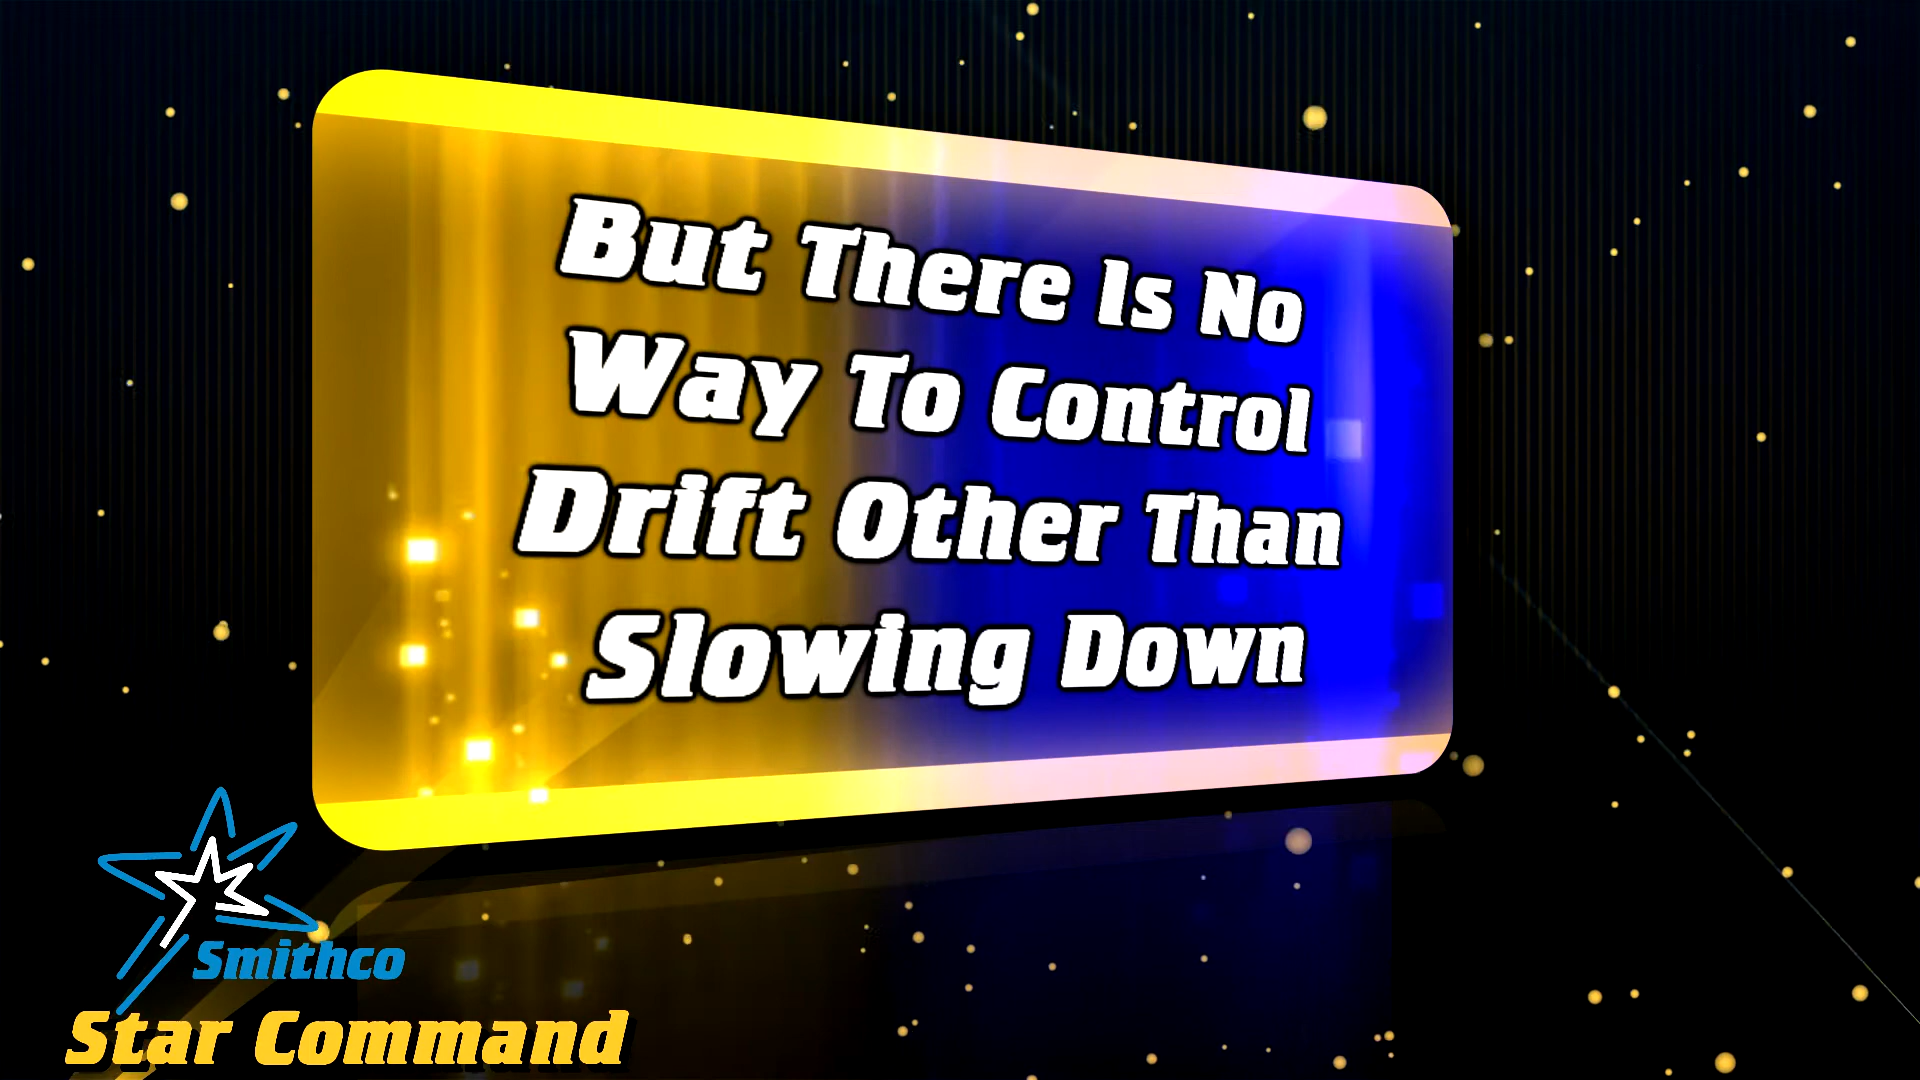 But There Is No
Way To Control
Drift Other Than
Slowing Down
Smithco
Star Command